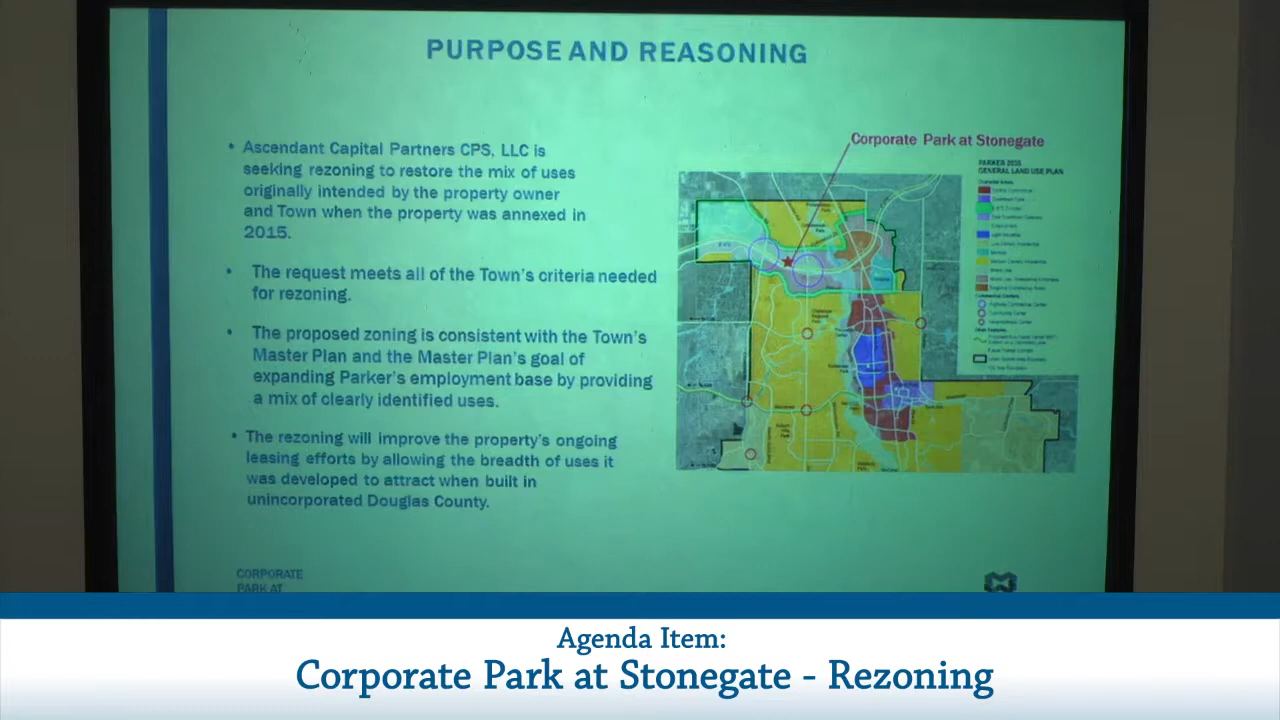 PURPOSE AND REASONING
• Ascendant Capital Partners CPS, LLC is
seeking rezoning to restore the mix of uses
originally intended by the property owner
and Town when the property was annexed in
2015.
• The request meets all of the Town's criteria needed
for rezoning.
• The proposed zoning is consistent with the Town's
Master Plan and the Master Plan's goal of
expanding Parker's employment base by providing
a mix of clearly identified uses.
• The rezoning will improve the property's ongoing
leasing efforts by allowing the breadth of uses it
was developed to attract when built in
unincorporated Douglas County.
Corporate Park at Stonegate
PARKER 2035
GENERAL LAND USE PLAN
CORPORATE
PARK AT
Agenda Item:
Corporate Park at Stonegate - Rezoning